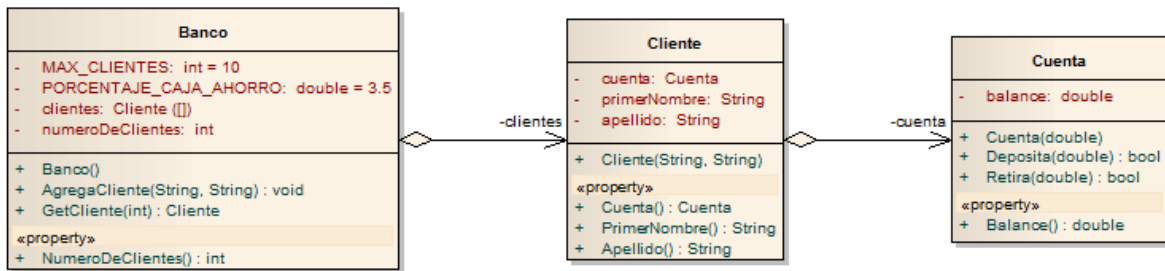 Banco
- MAX_CLIENTES: int = 10
- PORCENTAJE_CAJA_AHORRO: double = 3.5
- clientes: Cliente ([])
- numeroDeClientes: int
+ Banco()
+ AgregaCliente(String, String) : void
+ GetCliente(int) : Cliente
«property»
+ NumeroDeClientes() : int
-clientes
Cliente
- cuenta: Cuenta
- primerNombre: String
- apellido: String
+ Cliente(String, String)
«property»
+ Cuenta() : Cuenta
+ PrimerNombre() : String
+ Apellido() : String
-cuenta
Cuenta
- balance: double
+ Cuenta(double)
+ Deposita(double) : bool
+ Retira(double) : bool
«property»
+ Balance() : double